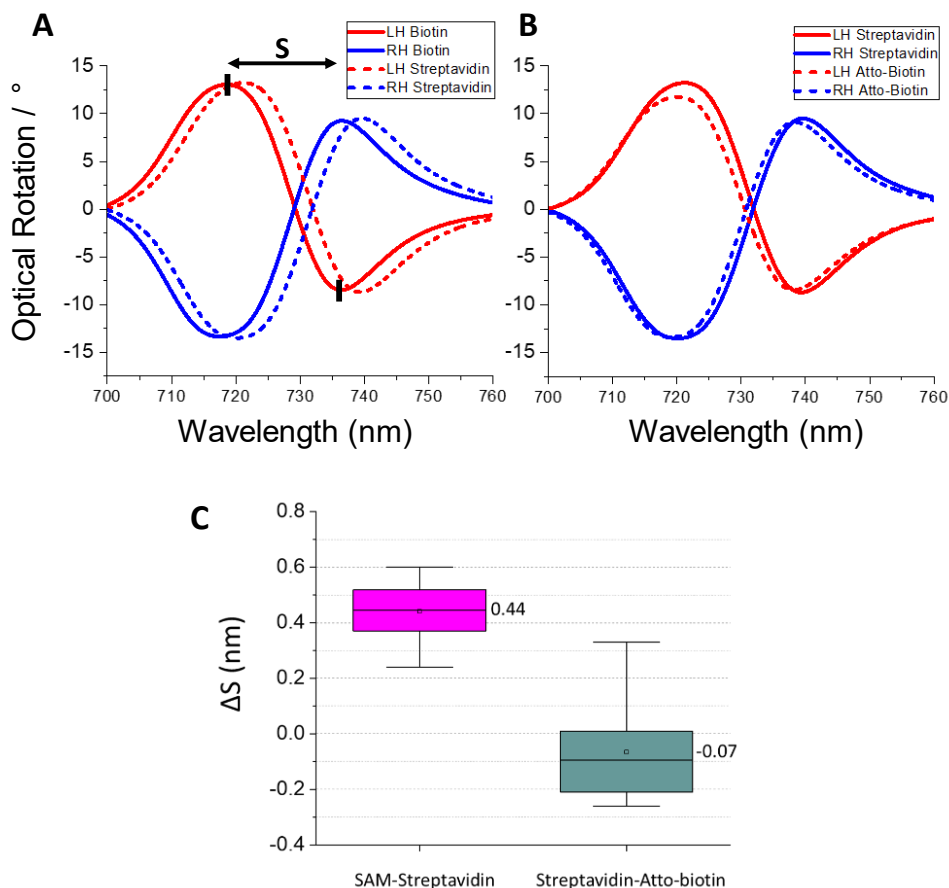 A
S
LH Biotin
RH Biotin
LH Streptavidin
RH Streptavidin
Optical Rotation / °
15
10
5
0
-5
-10
-15
700 710 720 730 740 750 760
Wavelength (nm)
B
LH Streptavidin
RH Streptavidin
LH Atto-Biotin
RH Atto-Biotin
15
10
5
0
-5
-10
-15
700 710 720 730 740 750 760
Wavelength (nm)
C
ΔS (nm)
0.8
0.6
0.4
0.2
0.0
-0.2
-0.4
0.44
-0.07
SAM-Streptavidin Streptavidin-Atto-biotin